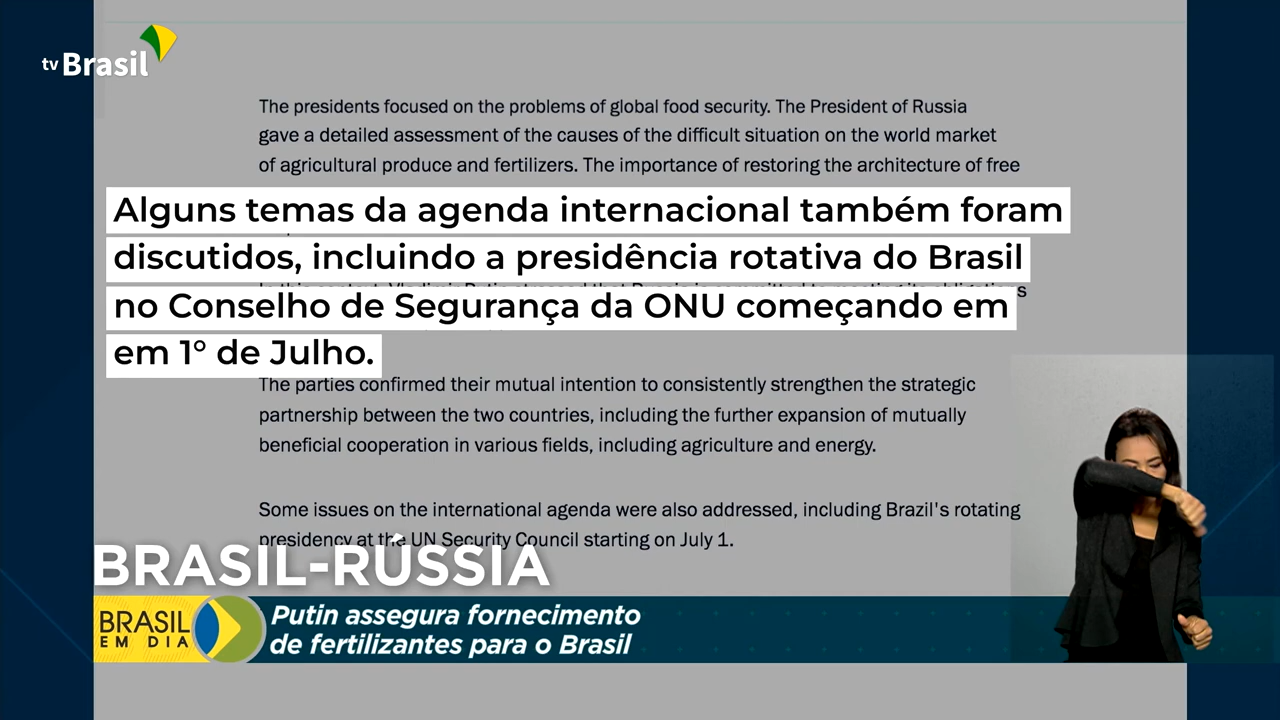 tv Brasil
The presidents focused on the problems of global food security. The President of Russia
gave a detailed assessment of the causes of the difficult situation on the world market
of agricultural produce and fertilizers. The importance of restoring the architecture of free
Alguns temas da agenda internacional também foram
discutidos, incluindo a presidência rotativa do Brasil
no Conselho de Segurança da ONU começando em
em 1° de Julho.
The parties confirmed their mutual intention to consistently strengthen the strategic
partnership between the two countries, including the further expansion of mutually
beneficial cooperation in various fields, including agriculture and energy.
Some issues on the international agenda were also addressed, including Brazil's rotating
presidency at the UN Security Council starting on July 1.
BRASIL-RÚSSIA
BRASIL
EM DIA
Putin assegura fornecimento
de fertilizantes para o Brasil